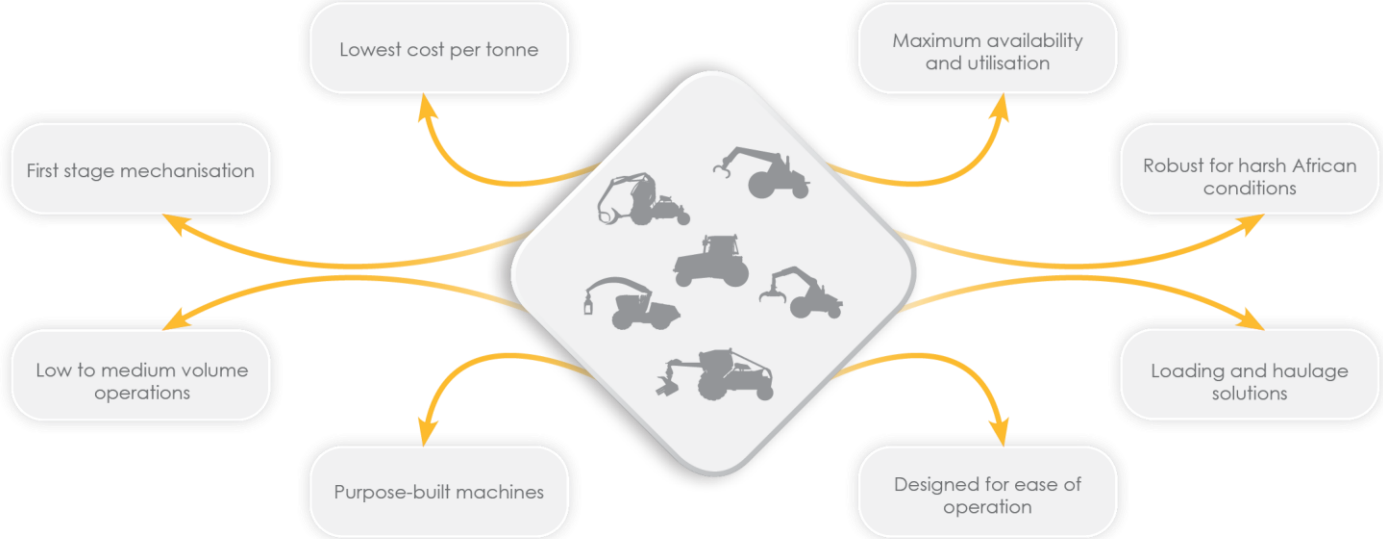 Lowest cost per tonne
Maximum availability
and utilisation
First stage mechanisation
Robust for harsh African
conditions
Low to medium volume
operations
Loading and haulage
solutions
Purpose-built machines
Designed for ease of
operation